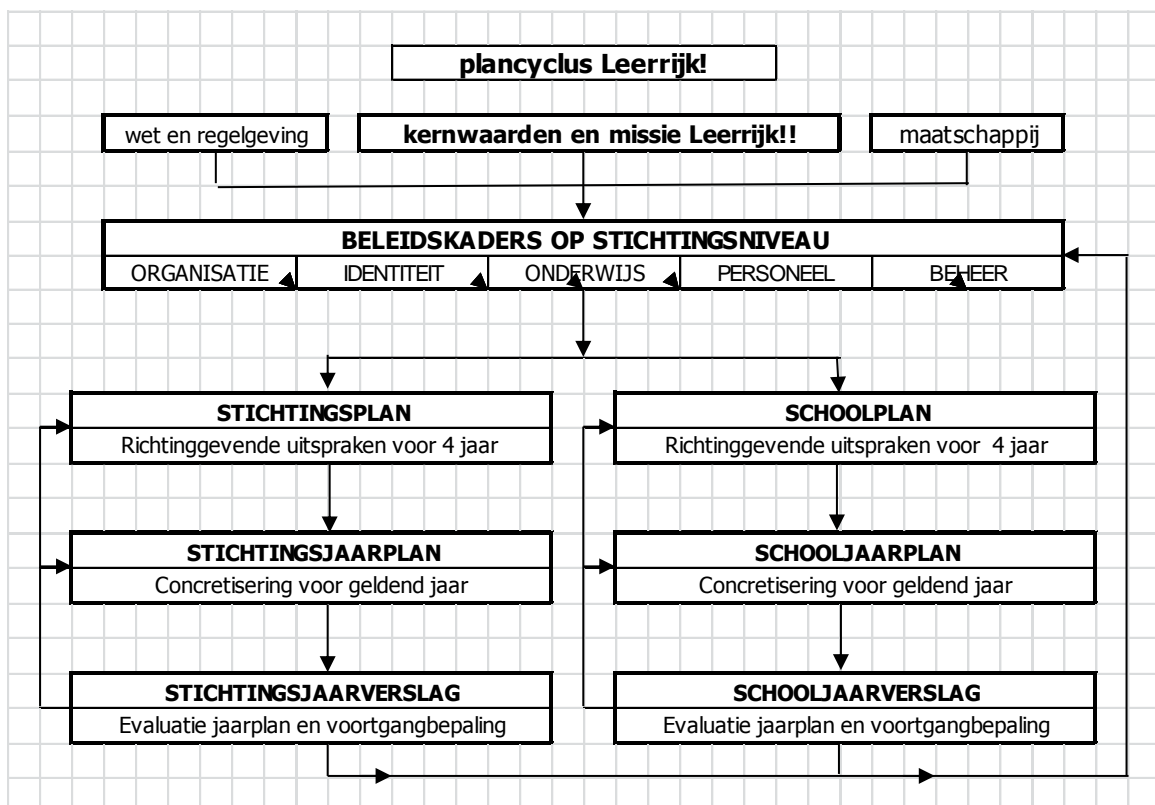 plancyclus Leerrijk!
wet en regelgeving
kernwaarden en missie Leerrijk!!
maatschappij
BELEIDSKADERS OP STICHTINGSNIVEAU
ORGANISATIE IDENTITEIT ONDERWIJS PERSONEEL BEHEER
STICHTINGSPLAN
Richtinggevende uitspraken voor 4 jaar
SCHOOLPLAN
Richtinggevende uitspraken voor 4 jaar
STICHTINGSJAARPLAN
Concretisering voor geldend jaar
SCHOOLJAARPLAN
Concretisering voor geldend jaar
STICHTINGSJAARVERSLAG
Evaluatie jaarplan en voortgangbepaling
SCHOOLJAARVERSLAG
Evaluatie jaarplan en voortgangbepaling